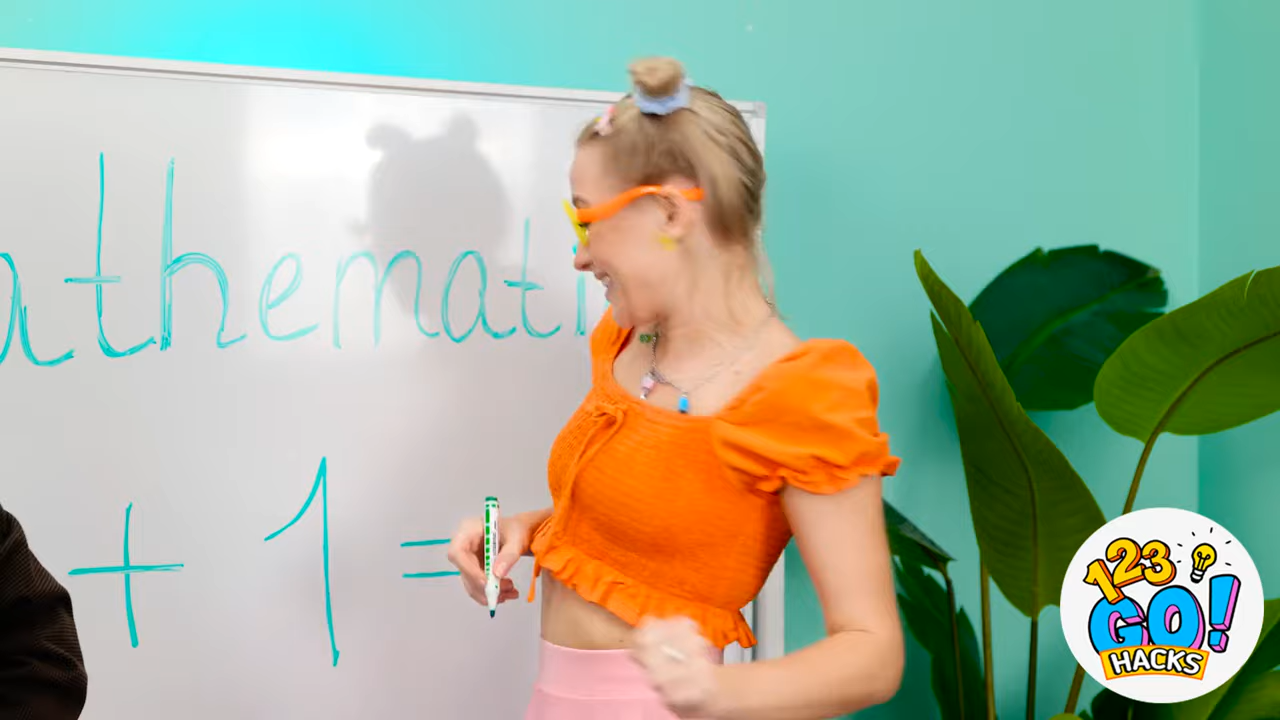 athemati
+ 1 =
123
GO!
HACKS